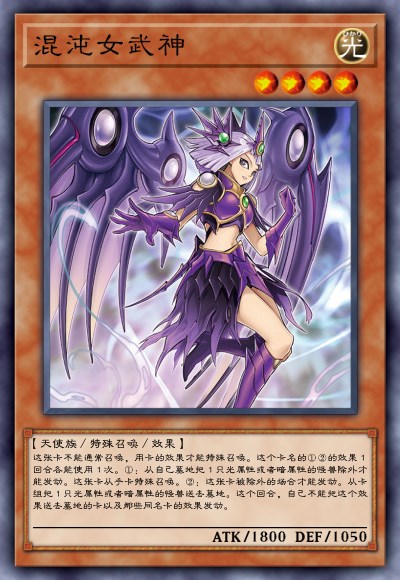 混沌女武神
ひかり
光
【天使族／特殊召唤／效果】
这张卡不能通常召唤，用卡的效果才能特殊召唤。这个卡名的①②的效果1
回合各能使用1次。①：从自己墓地把1只光属性或者暗属性的怪兽除外才
能发动。这张卡从手卡特殊召唤。②：这张卡被除外的场合才能发动。从卡
组把1只光属性或者暗属性的怪兽送去墓地。这个回合，自己不能把这个效
果送去墓地的卡以及那些同名卡的效果发动。
ATK/1800 DEF/1050